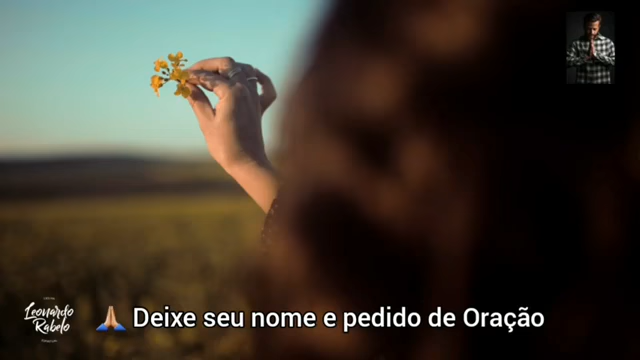 🙏🏼 Deixe seu nome e pedido de Oração
Leonardo
Rabelo